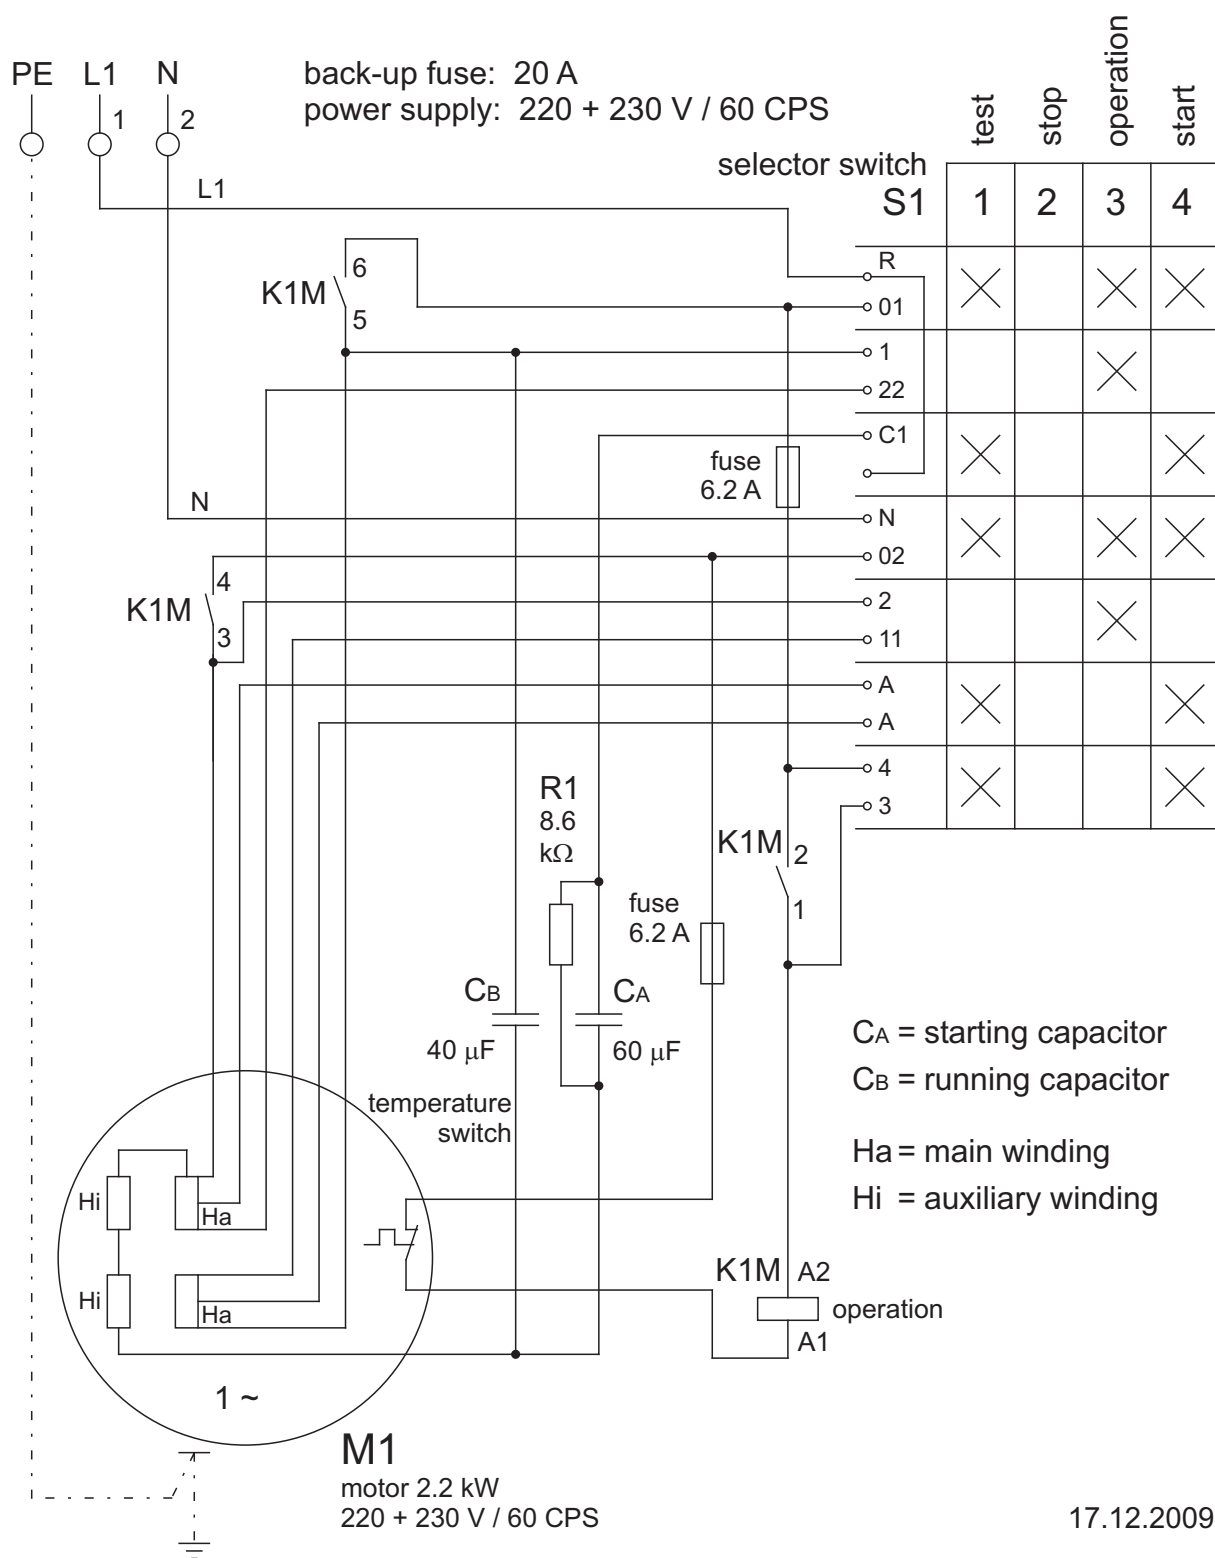 PE L1 N
1 2
back-up fuse: 20 A
power supply: 220 + 230 V / 60 CPS
test
stop
operation
start
selector switch
S1 1 2 3 4
L1
R
01
K1M
6
5
1
22
C1
fuse
6.2 A
N
N
02
K1M
4
3
2
11
A
A
4
3
R1
8.6
kΩ
K1M
2
1
fuse
6.2 A
CB
40 μF
CA
60 μF
CA = starting capacitor
CB = running capacitor
Ha = main winding
Hi = auxiliary winding
temperature
switch
Hi
Ha
Hi
Ha
K1M A2
operation
A1
1 ~
M1
motor 2.2 kW
220 + 230 V / 60 CPS
17.12.2009